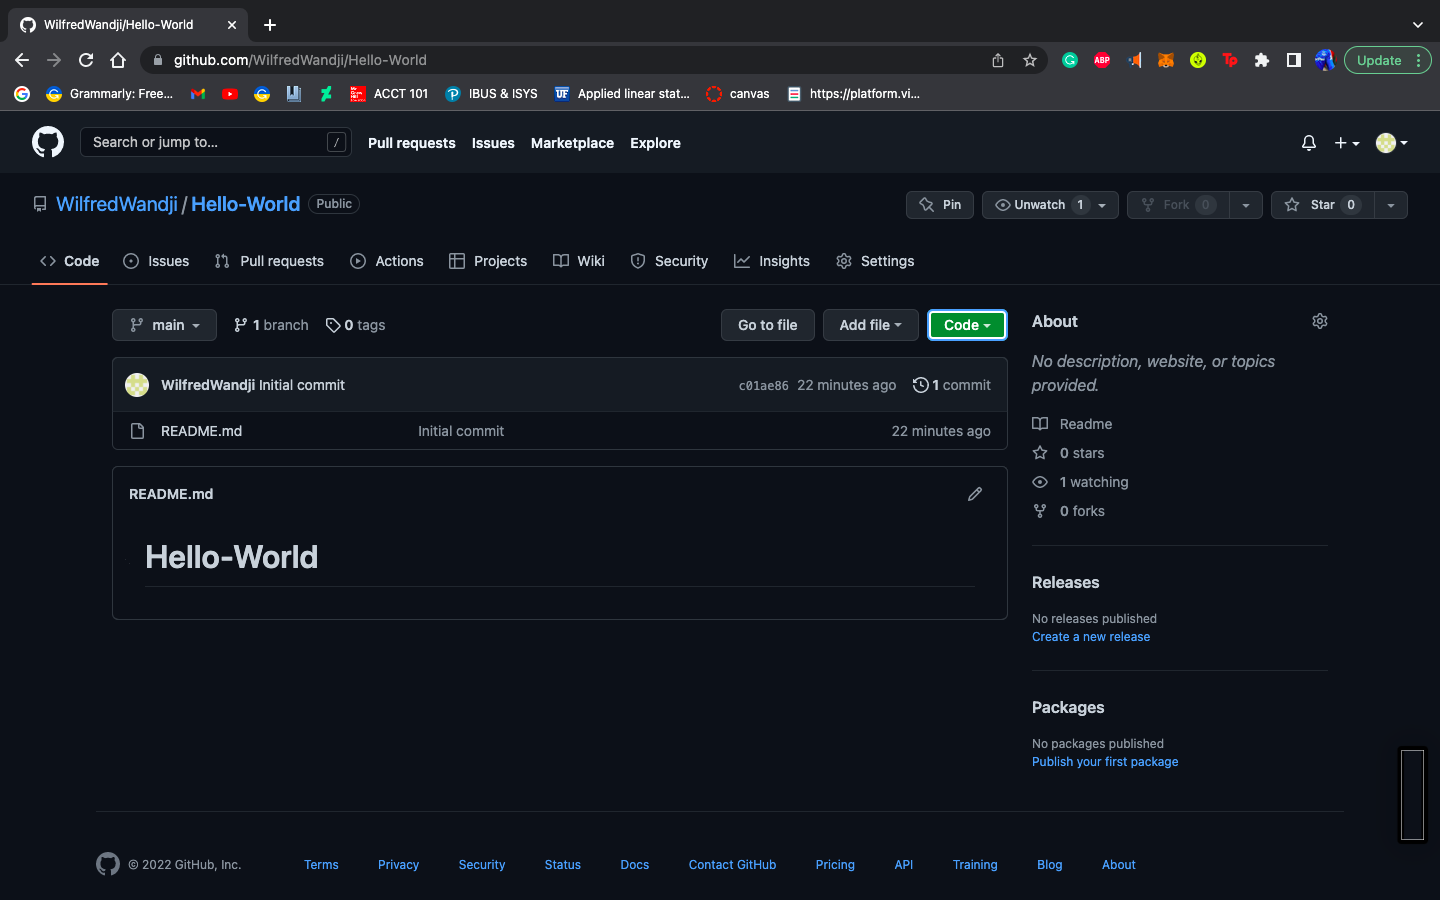 WilfredWandji/Hello-World
github.com/WilfredWandji/Hello-World
ABP
Tp
Update
Grammarly: Free...
ACCT 101
IBUS & ISYS
UF Applied linear stat...
canvas
https://platform.vi...
Search or jump to...
/
Pull requests
Issues
Marketplace
Explore
WilfredWandji / Hello-World
Public
Pin
Unwatch 1
Fork 0
Star 0
Code
Issues
Pull requests
Actions
Projects
Wiki
Security
Insights
Settings
main
1 branch
0 tags
Go to file
Add file
Code
WilfredWandji Initial commit
c01ae86 22 minutes ago
1 commit
README.md
Initial commit
22 minutes ago
README.md
Hello-World
About
No description, website, or topics
provided.
Readme
0 stars
1 watching
0 forks
Releases
No releases published
Create a new release
Packages
No packages published
Publish your first package
© 2022 GitHub, Inc.
Terms
Privacy
Security
Status
Docs
Contact GitHub
Pricing
API
Training
Blog
About